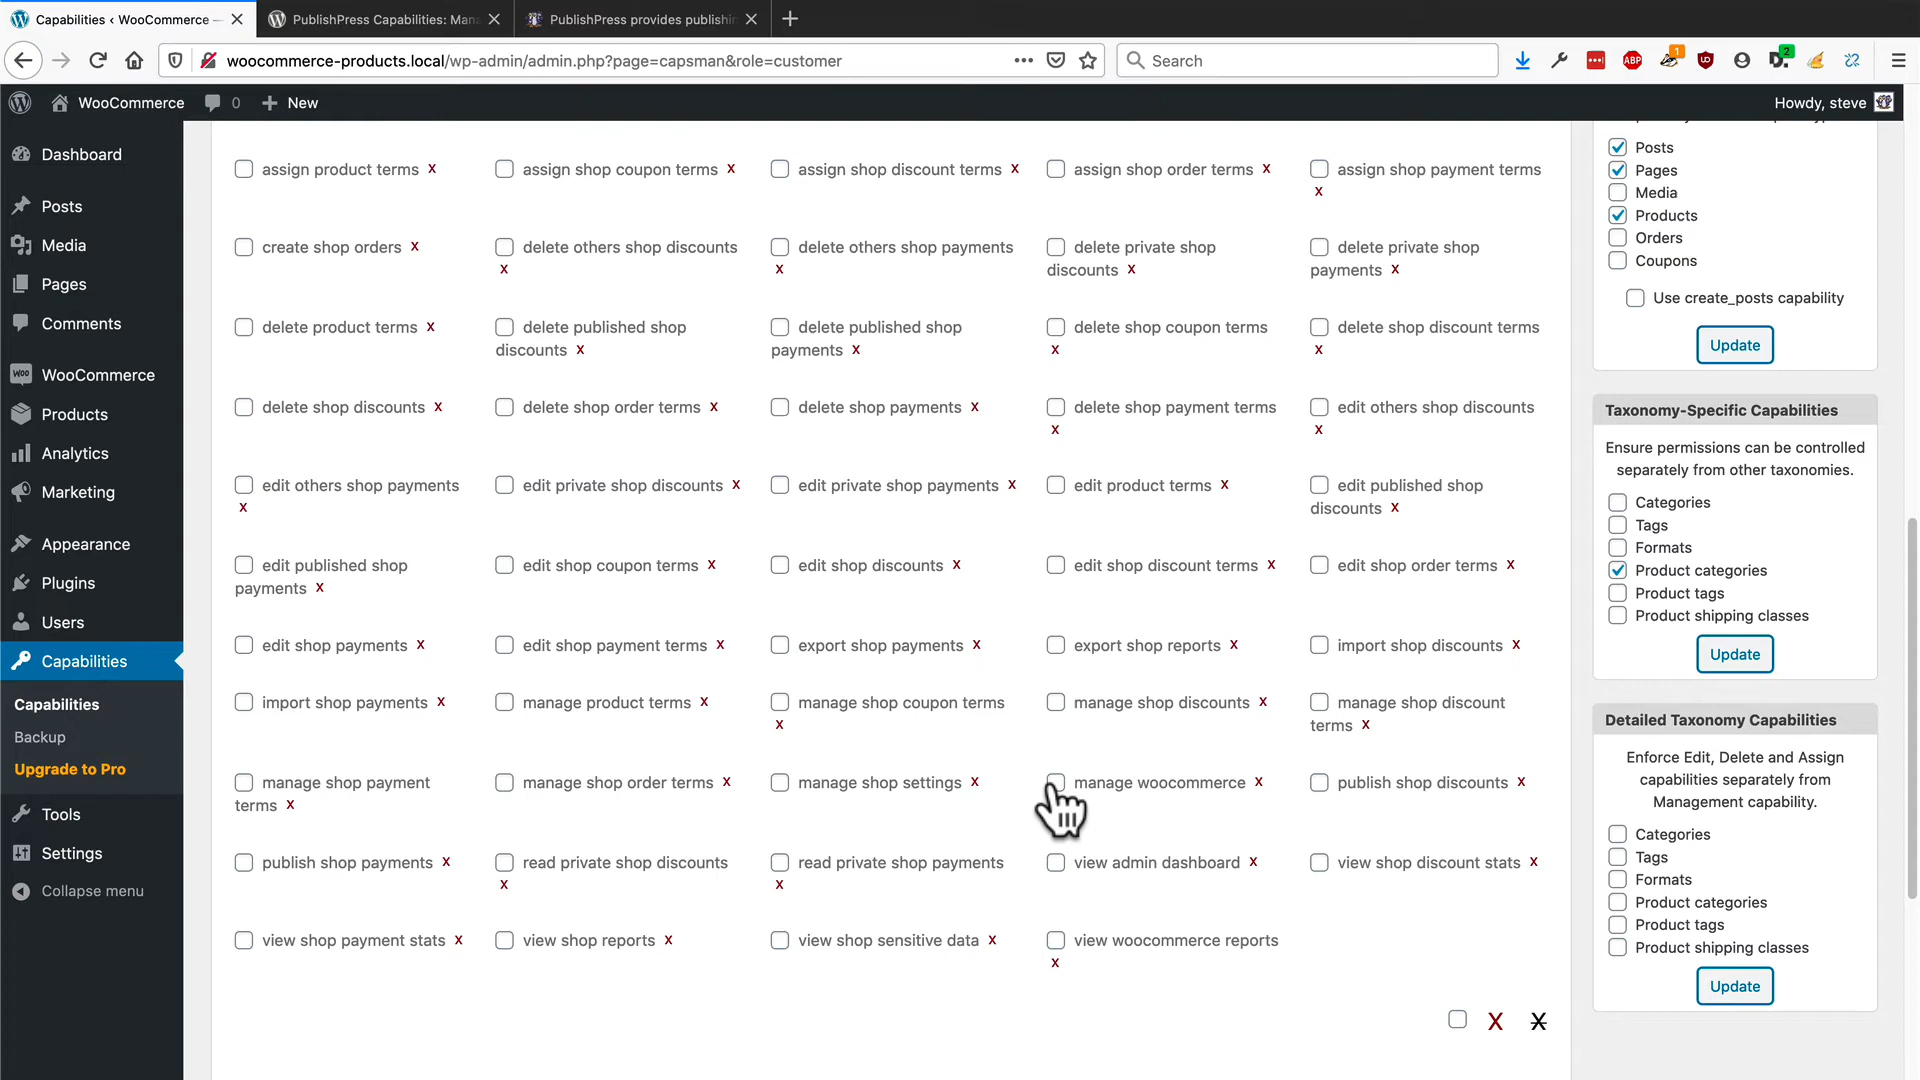 Capabilities ‹ WooCommerce —
PublishPress Capabilities: Man
PublishPress provides publishin
woocommerce-products.local/wp-admin/admin.php?page=capsman&role=customer
Search
ABP
1
2
WooCommerce
0
New
Howdy, steve
Dashboard
Posts
Media
Pages
Comments
WooCommerce
Products
Analytics
Marketing
Appearance
Plugins
Users
Capabilities
Capabilities
Backup
Upgrade to Pro
Tools
Settings
Collapse menu
assign product terms x
assign shop coupon terms x
assign shop discount terms x
assign shop order terms x
assign shop payment terms
x
create shop orders x
delete others shop discounts
x
delete others shop payments
x
delete private shop
discounts x
delete private shop
payments x
delete product terms x
delete published shop
discounts x
delete published shop
payments x
delete shop coupon terms
x
delete shop discount terms
x
delete shop discounts x
delete shop order terms x
delete shop payments x
delete shop payment terms
x
edit others shop discounts
x
edit others shop payments
x
edit private shop discounts x
edit private shop payments x
edit product terms x
edit published shop
discounts x
edit published shop
payments x
edit shop coupon terms x
edit shop discounts x
edit shop discount terms x
edit shop order terms x
edit shop payments x
edit shop payment terms x
export shop payments x
export shop reports x
import shop discounts x
import shop payments x
manage product terms x
manage shop coupon terms
x
manage shop discounts x
manage shop discount
terms x
manage shop payment
terms x
manage shop order terms x
manage shop settings x
manage woocommerce x
publish shop discounts x
publish shop payments x
read private shop discounts
x
read private shop payments
x
view admin dashboard x
view shop discount stats x
view shop payment stats x
view shop reports x
view shop sensitive data x
view woocommerce reports
x
X X
Posts
Pages
Media
Products
Orders
Coupons
Use create_posts capability
Update
Taxonomy-Specific Capabilities
Ensure permissions can be controlled
separately from other taxonomies.
Categories
Tags
Formats
Product categories
Product tags
Product shipping classes
Update
Detailed Taxonomy Capabilities
Enforce Edit, Delete and Assign
capabilities separately from
Management capability.
Categories
Tags
Formats
Product categories
Product tags
Product shipping classes
Update